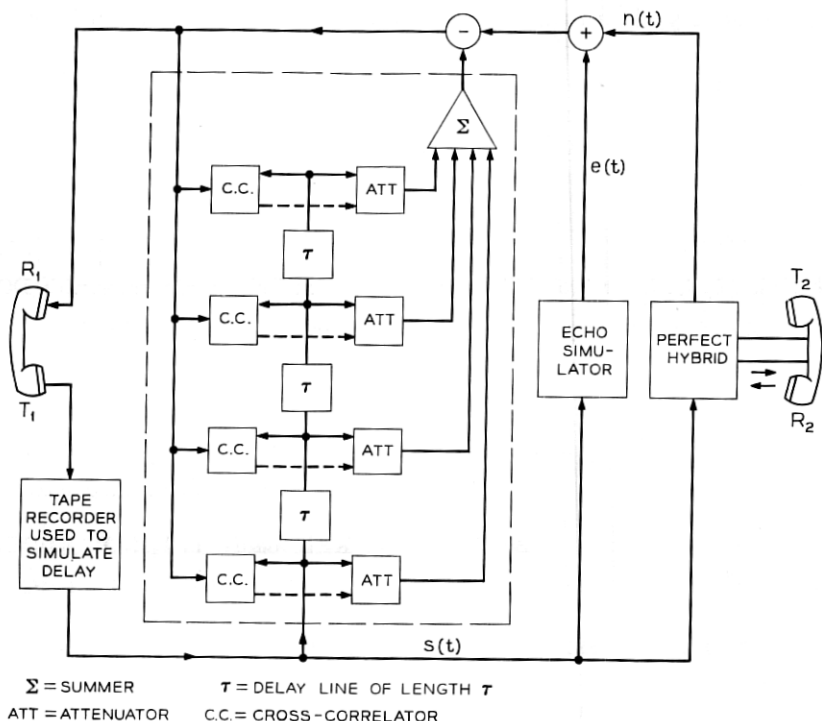 n(t)
-
+
Σ
e(t)
C.C.
ATT
τ
R1
T2
C.C.
ATT
ECHO
SIMU-
LATOR
PERFECT
HYBRID
τ
T1
R2
C.C.
ATT
TAPE
RECORDER
USED TO
SIMULATE
DELAY
τ
C.C.
ATT
s(t)
Σ = SUMMER τ = DELAY LINE OF LENGTH τ
ATT = ATTENUATOR C.C. = CROSS-CORRELATOR